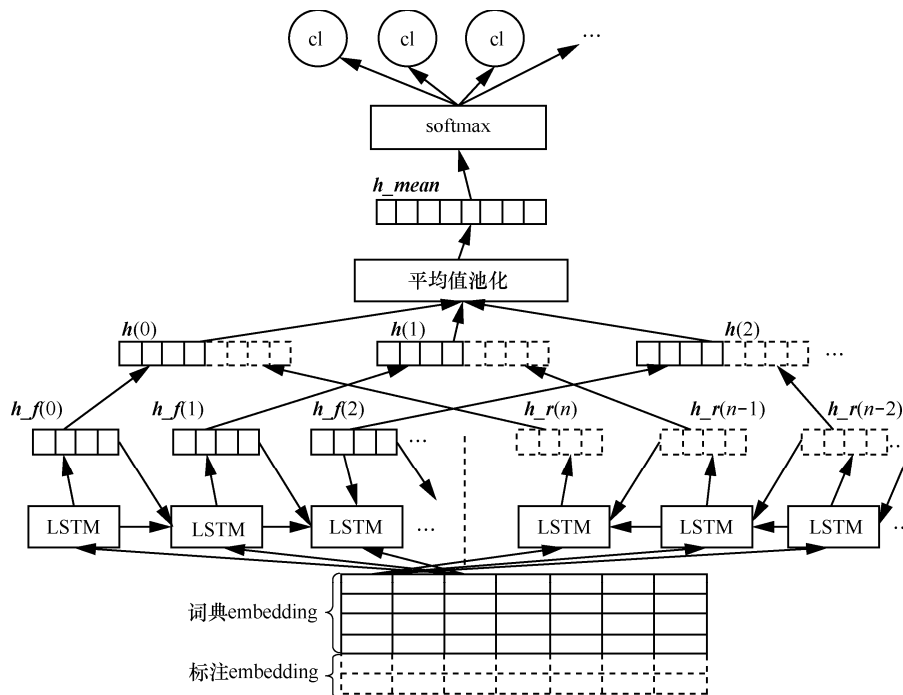 cl cl cl …
softmax
h_mean
平均值池化
h(0) h(1) h(2)
…
h_f(0) h_f(1) h_f(2) h_r(n) h_r(n−1) h_r(n−2)
… …
LSTM LSTM LSTM … LSTM LSTM LSTM …
词典embedding
标注embedding